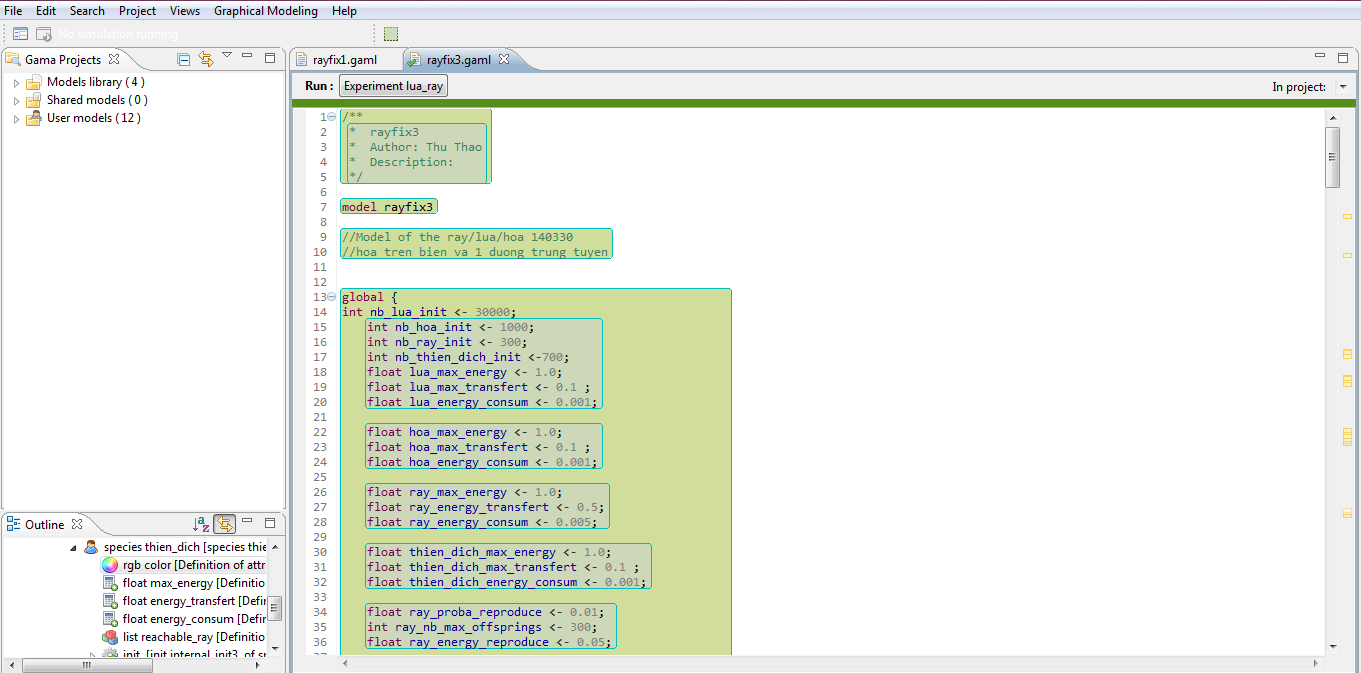 File Edit Search Project Views Graphical Modeling Help
No simulation running
Gama Projects
Models library ( 4 )
Shared models ( 0 )
User models ( 12 )
Outline
species thien_dich [species thie
rgb color [Definition of attr
float max_energy [Definitio
float energy_transfert [Defir
float energy_consum [Defir
list reachable_ray [Definitio
init [init internal_init3 of s
rayfix1.gaml rayfix3.gaml
Run : Experiment lua_ray In project:
1 /**
2 * rayfix3
3 * Author: Thu Thao
4 * Description:
5 */
6
7 model rayfix3
8
9 //Model of the ray/lua/hoa 140330
10 //hoa tren bien va 1 duong trung tuyen
11
12
13 global {
14 int nb_lua_init <- 30000;
15 int nb_hoa_init <- 1000;
16 int nb_ray_init <- 300;
17 int nb_thien_dich_init <-700;
18 float lua_max_energy <- 1.0;
19 float lua_max_transfert <- 0.1 ;
20 float lua_energy_consum <- 0.001;
21
22 float hoa_max_energy <- 1.0;
23 float hoa_max_transfert <- 0.1 ;
24 float hoa_energy_consum <- 0.001;
25
26 float ray_max_energy <- 1.0;
27 float ray_energy_transfert <- 0.5;
28 float ray_energy_consum <- 0.005;
29
30 float thien_dich_max_energy <- 1.0;
31 float thien_dich_max_transfert <- 0.1 ;
32 float thien_dich_energy_consum <- 0.001;
33
34 float ray_proba_reproduce <- 0.01;
35 int ray_nb_max_offsprings <- 300;
36 float ray_energy_reproduce <- 0.05;